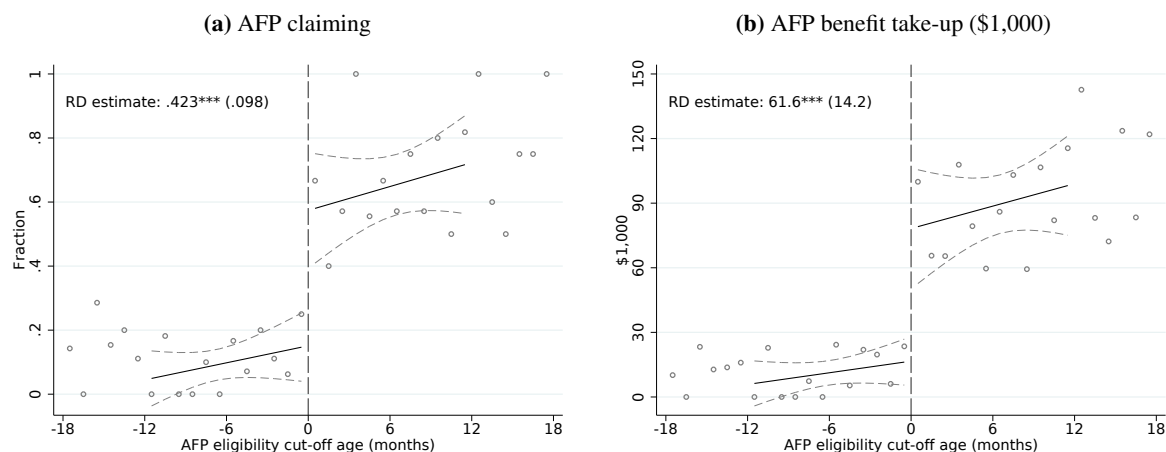 (a) AFP claiming
RD estimate: .423*** (.098)
Fraction
1
.8
.6
.4
.2
0
-18 -12 -6 0 6 12 18
AFP eligibility cut-off age (months)
(b) AFP benefit take-up ($1,000)
RD estimate: 61.6*** (14.2)
$1,000
150
120
90
60
30
0
-18 -12 -6 0 6 12 18
AFP eligibility cut-off age (months)